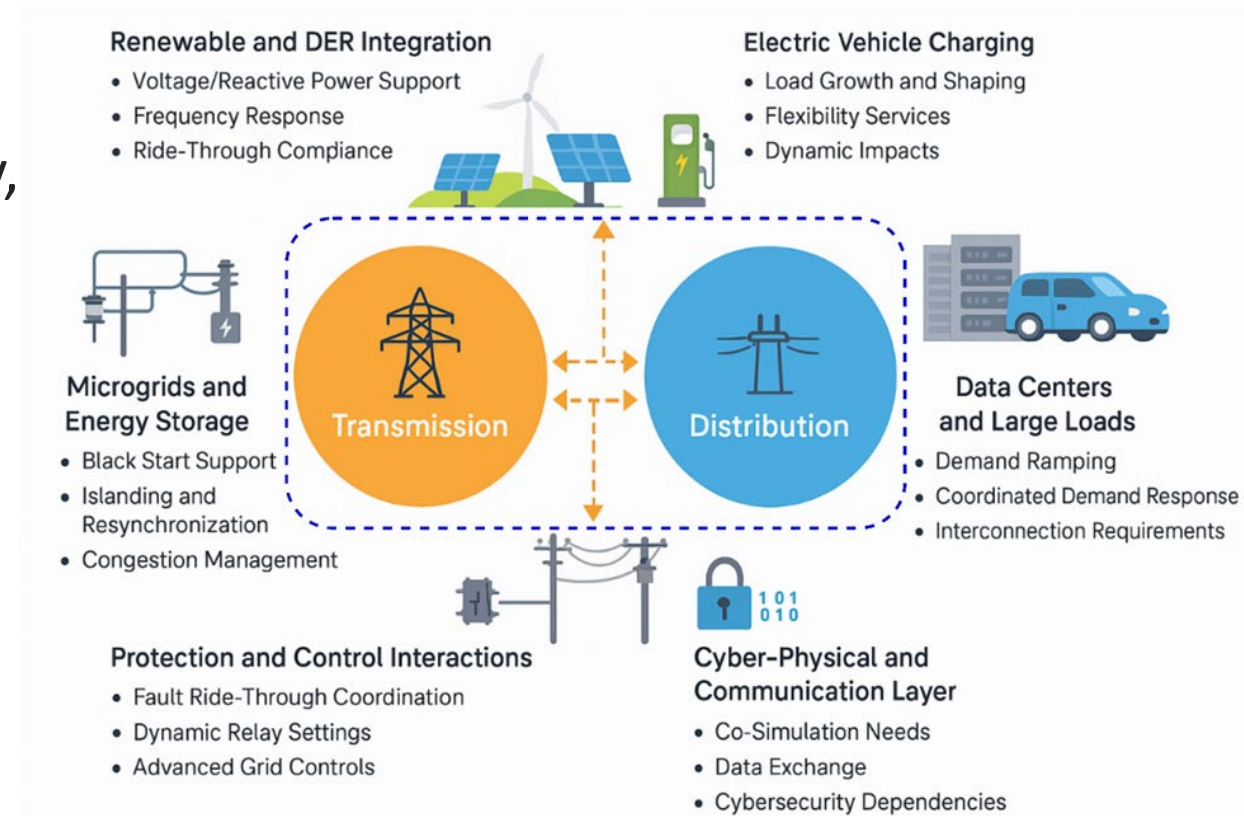 Renewable and DER Integration
• Voltage/Reactive Power Support
• Frequency Response
• Ride-Through Compliance
Electric Vehicle Charging
• Load Growth and Shaping
• Flexibility Services
• Dynamic Impacts
Microgrids and
Energy Storage
• Black Start Support
• Islanding and
Resynchronization
• Congestion Management
Transmission
Distribution
Data Centers
and Large Loads
• Demand Ramping
• Coordinated Demand Response
• Interconnection Requirements
Protection and Control Interactions
• Fault Ride-Through Coordination
• Dynamic Relay Settings
• Advanced Grid Controls
101
010
Cyber-Physical and
Communication Layer
• Co-Simulation Needs
• Data Exchange
• Cybersecurity Dependencies